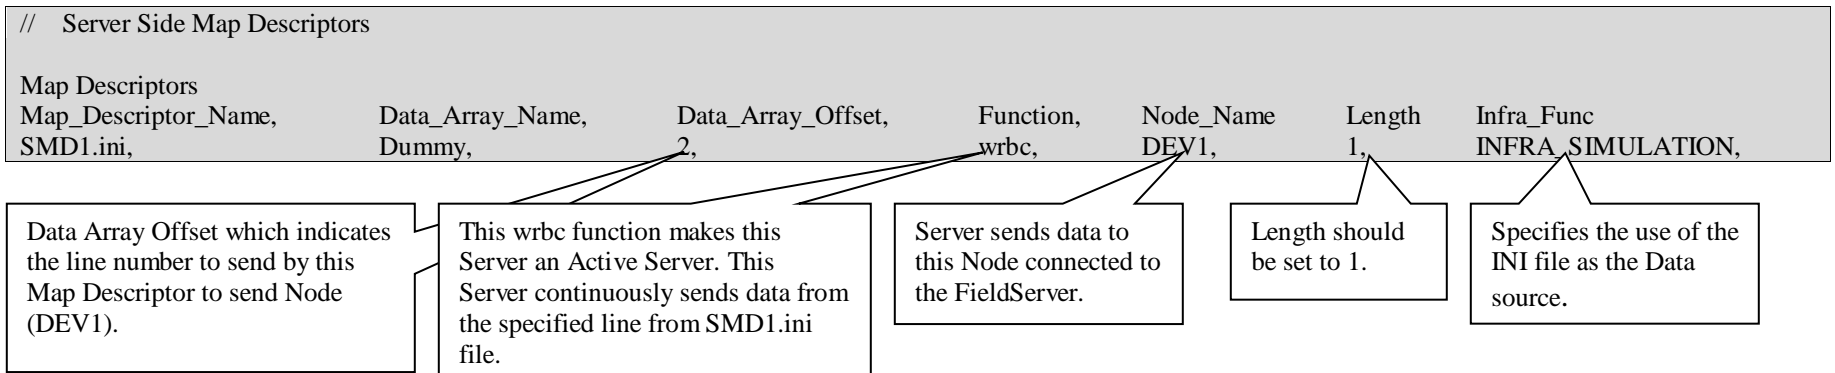 // Server Side Map Descriptors
Map Descriptors
Map_Descriptor_Name, Data_Array_Name, Data_Array_Offset, Function, Node_Name Length Infra_Func
SMD1.ini, Dummy, 2, wrbc, DEV1, 1, INFRA_SIMULATION,
Data Array Offset which indicates
the line number to send by this
Map Descriptor to send Node
(DEV1).
This wrbc function makes this
Server an Active Server. This
Server continuously sends data from
the specified line from SMD1.ini
file.
Server sends data to
this Node connected to
the FieldServer.
Length should
be set to 1.
Specifies the use of the
INI file as the Data
source.